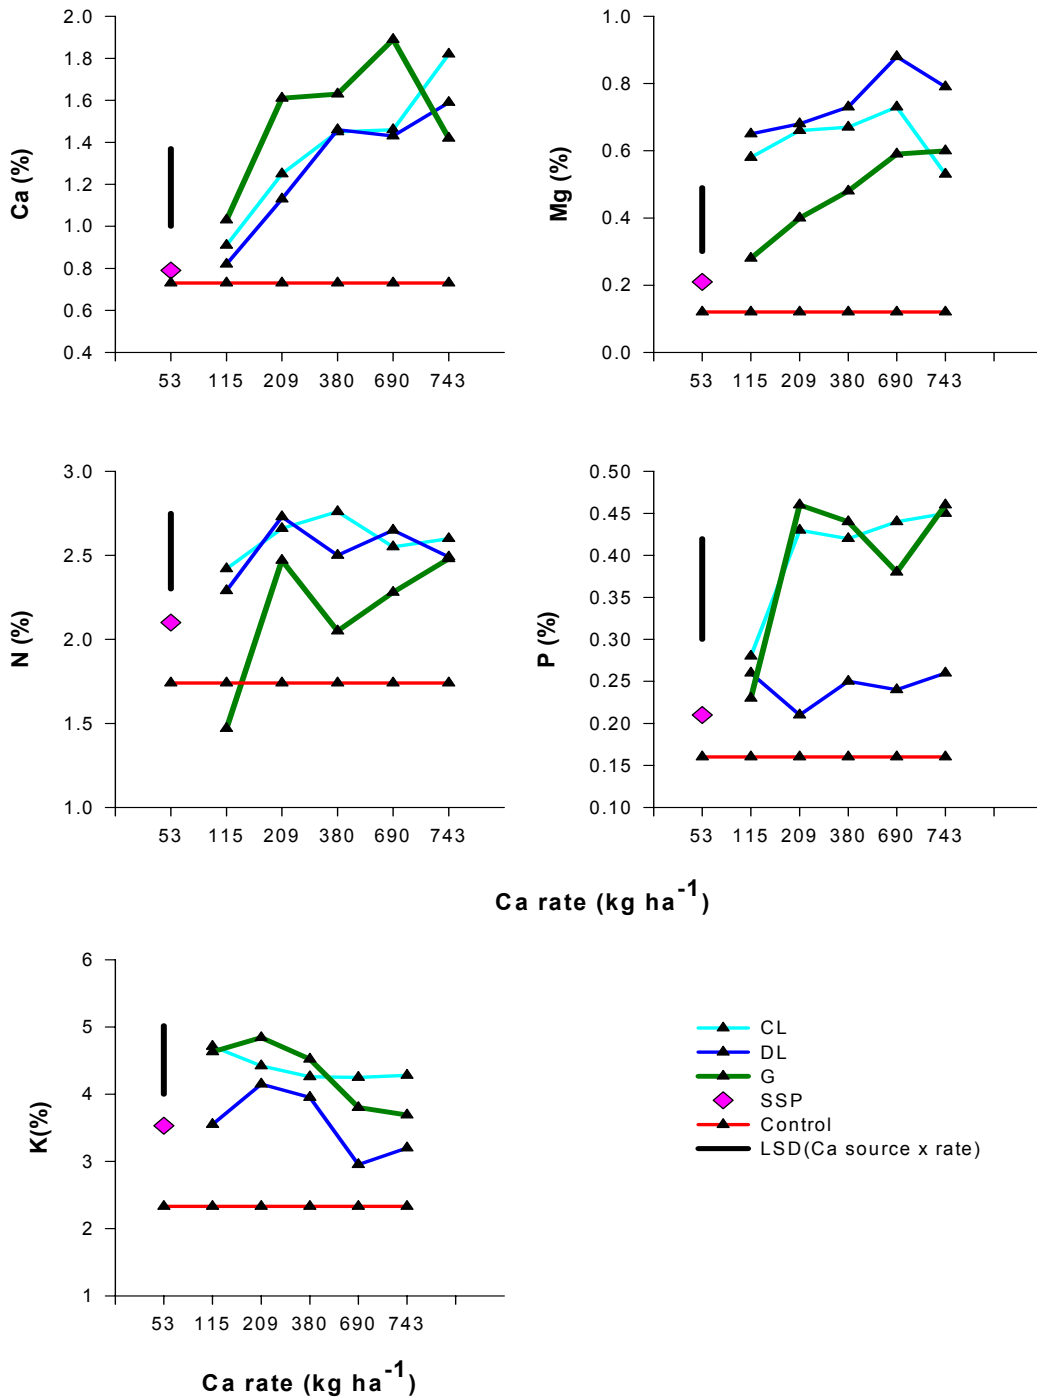 Ca (%)
2.0
1.8
1.6
1.4
1.2
1.0
0.8
0.6
0.4
53 115 209 380 690 743
Mg (%)
1.0
0.8
0.6
0.4
0.2
0.0
53 115 209 380 690 743
N (%)
3.0
2.5
2.0
1.5
1.0
53 115 209 380 690 743
P (%)
0.50
0.45
0.40
0.35
0.30
0.25
0.20
0.15
0.10
53 115 209 380 690 743
Ca rate (kg ha⁻¹)
K(%)
6
5
4
3
2
1
53 115 209 380 690 743
Ca rate (kg ha⁻¹)
CL
DL
G
SSP
Control
LSD(Ca source x rate)